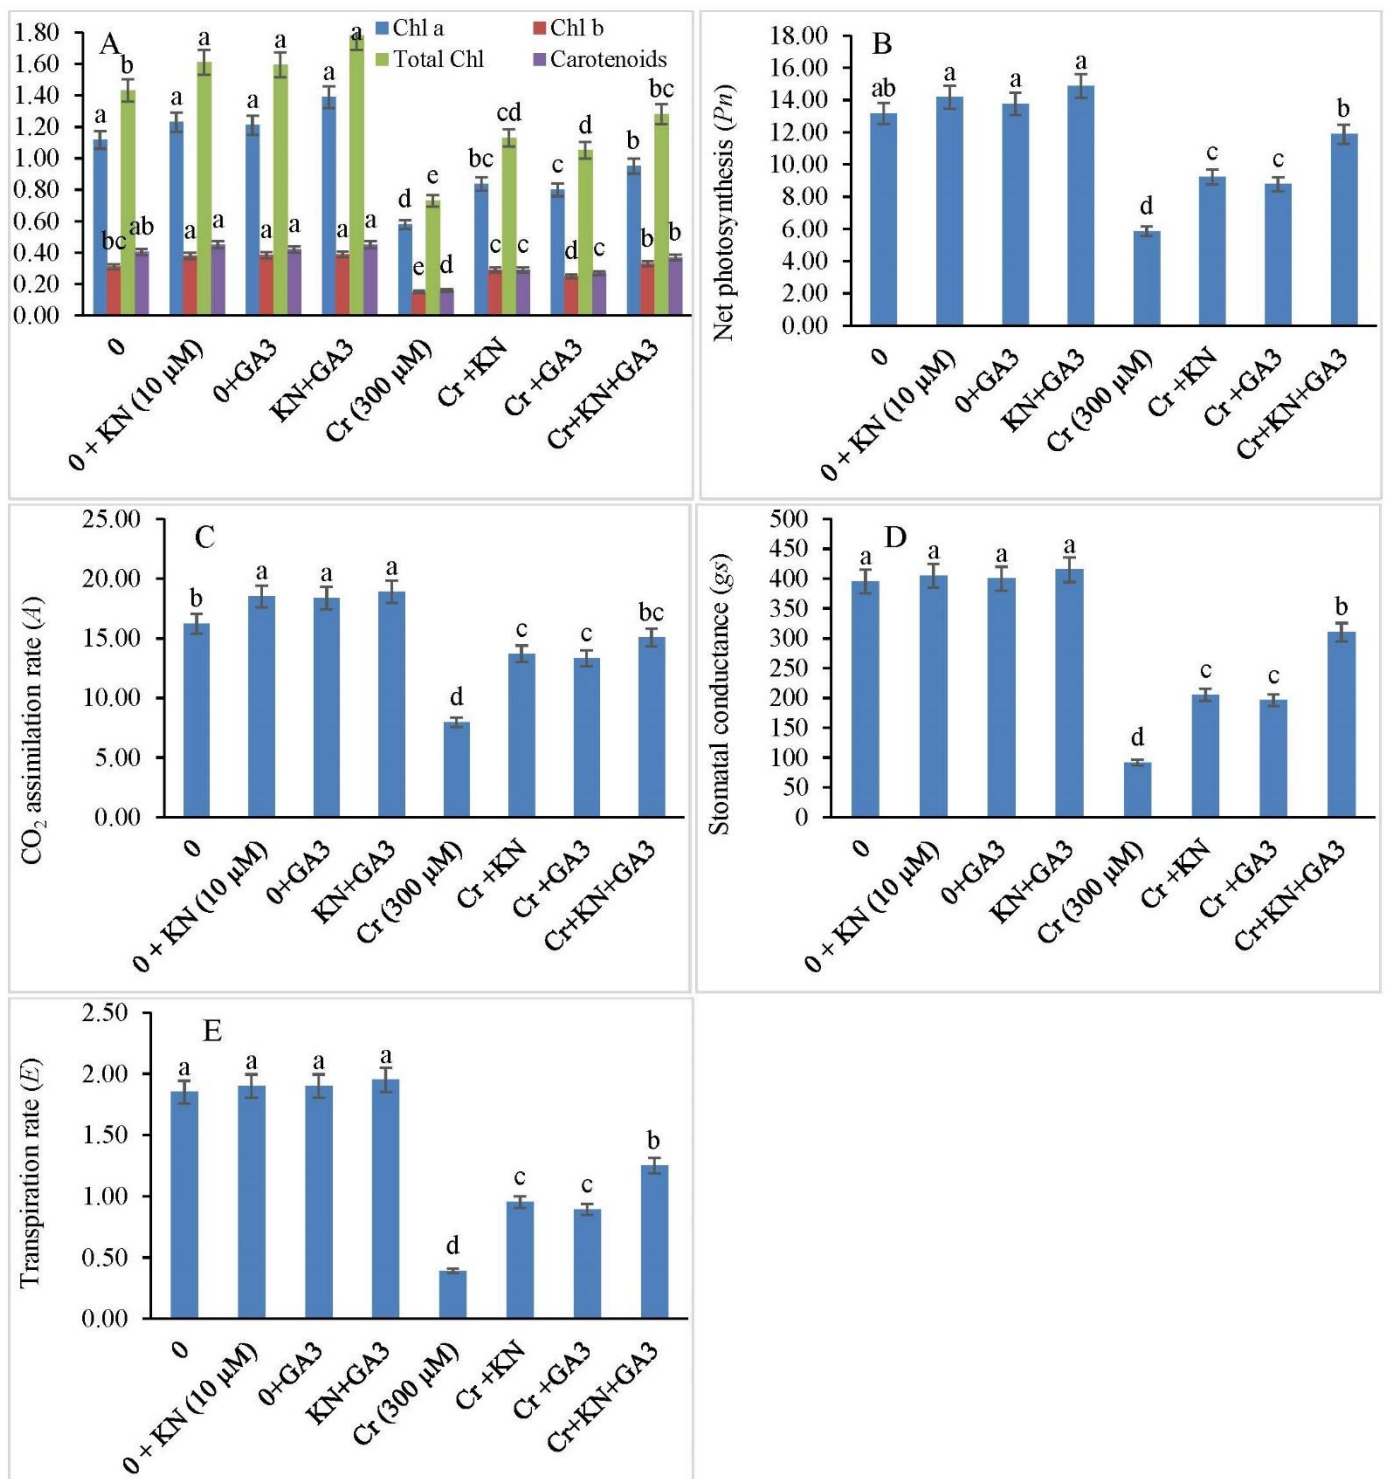 A
Chl a
Chl b
Total Chl
Carotenoids
1.80
1.60
1.40
1.20
1.00
0.80
0.60
0.40
0.20
0.00
a
bc
b
ab
a
a
a
a
a
a
a
a
a
a
a
a
d
e
e
d
bc
c
cd
c
c
d
d
c
b
b
bc
b
0
0 + KN (10 µM)
0+GA3
KN+GA3
Cr (300 µM)
Cr +KN
Cr +GA3
Cr+KN+GA3
B
Net photosynthesis (Pn)
18.00
16.00
14.00
12.00
10.00
8.00
6.00
4.00
2.00
0.00
ab
a
a
a
d
c
c
b
0
0 + KN (10 µM)
0+GA3
KN+GA3
Cr (300 µM)
Cr +KN
Cr +GA3
Cr+KN+GA3
C
CO2 assimilation rate (A)
25.00
20.00
15.00
10.00
5.00
0.00
b
a
a
a
d
c
c
bc
0
0 + KN (10 µM)
0+GA3
KN+GA3
Cr (300 µM)
Cr +KN
Cr +GA3
Cr+KN+GA3
D
Stomatal conductance (gs)
500
450
400
350
300
250
200
150
100
50
0
a
a
a
a
d
c
c
b
0
0 + KN (10 µM)
0+GA3
KN+GA3
Cr (300 µM)
Cr +KN
Cr +GA3
Cr+KN+GA3
E
Transpiration rate (E)
2.50
2.00
1.50
1.00
0.50
0.00
a
a
a
a
d
c
c
b
0
0 + KN (10 µM)
0+GA3
KN+GA3
Cr (300 µM)
Cr +KN
Cr +GA3
Cr+KN+GA3